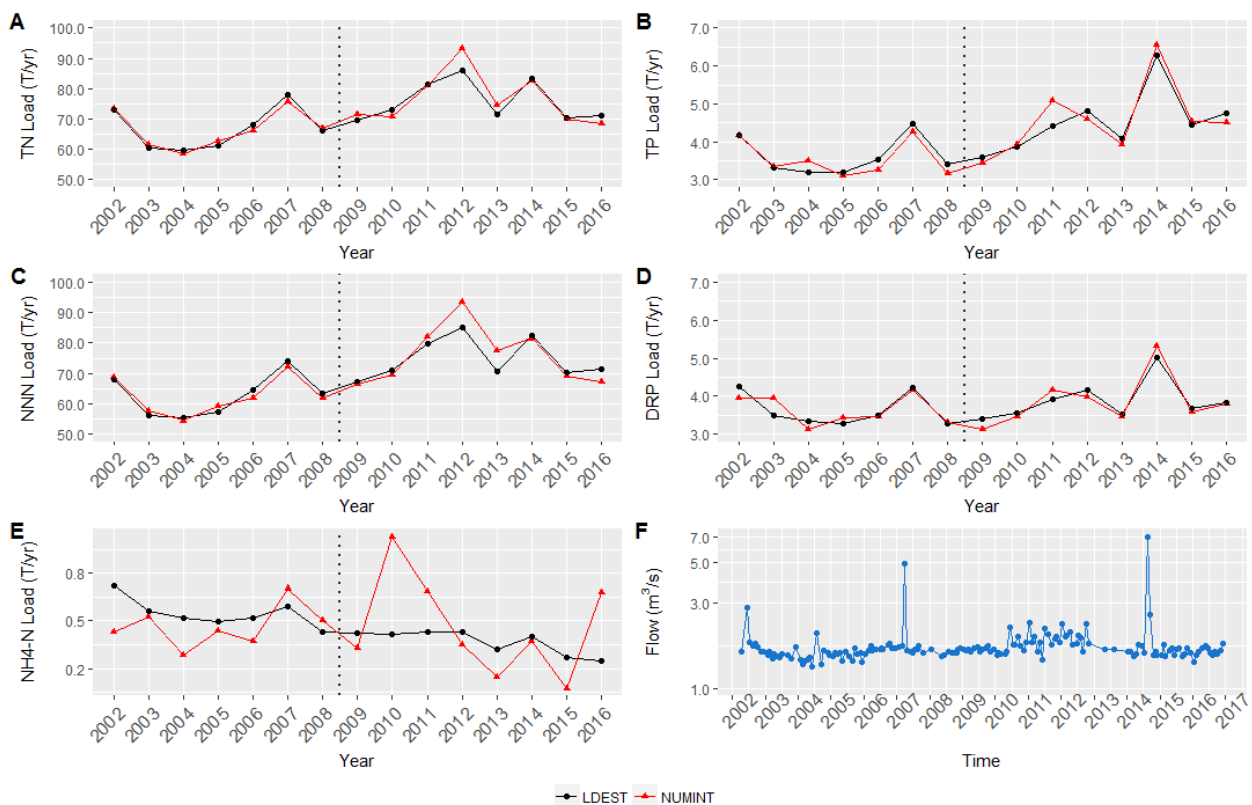 A
TN Load (T/yr)
100.0
90.0
80.0
70.0
60.0
50.0
2002 2003 2004 2005 2006 2007 2008 2009 2010 2011 2012 2013 2014 2015 2016
Year
B
TP Load (T/yr)
7.0
6.0
5.0
4.0
3.0
2002 2003 2004 2005 2006 2007 2008 2009 2010 2011 2012 2013 2014 2015 2016
Year
C
NNN Load (T/yr)
100.0
90.0
80.0
70.0
60.0
50.0
2002 2003 2004 2005 2006 2007 2008 2009 2010 2011 2012 2013 2014 2015 2016
Year
D
DRP Load (T/yr)
7.0
6.0
5.0
4.0
3.0
2002 2003 2004 2005 2006 2007 2008 2009 2010 2011 2012 2013 2014 2015 2016
Year
E
NH4-N Load (T/yr)
0.8
0.5
0.2
2002 2003 2004 2005 2006 2007 2008 2009 2010 2011 2012 2013 2014 2015 2016
Year
F
Flow (m³/s)
7.0
5.0
3.0
1.0
2002 2003 2004 2005 2006 2007 2008 2009 2010 2011 2012 2013 2014 2015 2016 2017
Time
LDEST NUMINT